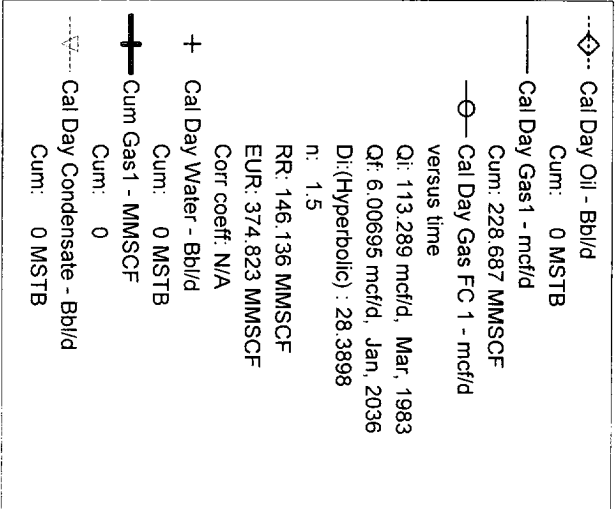 Cal Day Oil - Bbl/d
Cum: 0 MSTB
Cal Day Gas1 - mcf/d
Cum: 228.687 MMSCF
Cal Day Gas FC 1 - mcf/d
versus time
Qi: 113.289 mcf/d, Mar, 1983
Qf: 6.00695 mcf/d, Jan, 2036
Di:(Hyperbolic) : 28.3898
n: 1.5
RR: 146.136 MMSCF
EUR: 374.823 MMSCF
Corr coeff: N/A
Cal Day Water - Bbl/d
Cum: 0 MSTB
Cum Gas1 - MMSCF
Cum: 0
Cal Day Condensate - Bbl/d
Cum: 0 MSTB